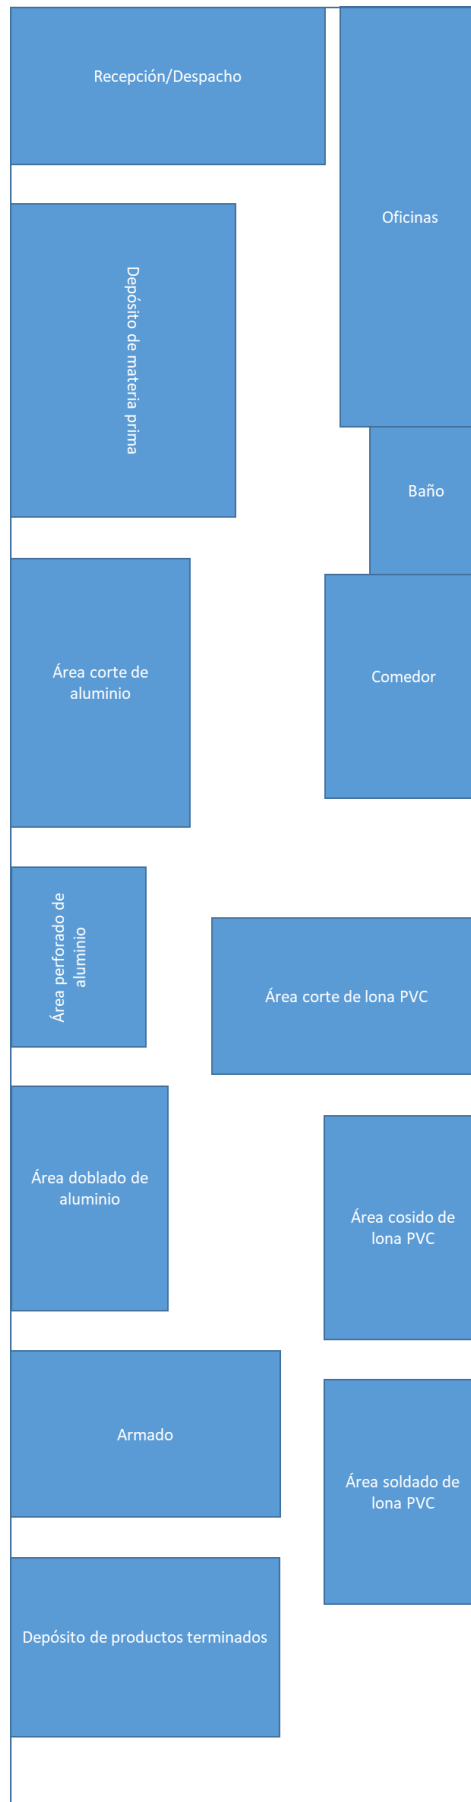 Recepción/Despacho
Oficinas
Depósito de materia prima
Baño
Área corte de
aluminio
Comedor
Área perforado de
aluminio
Área corte de lona PVC
Área doblado de
aluminio
Área cosido de
lona PVC
Armado
Área soldado de
lona PVC
Depósito de productos terminados